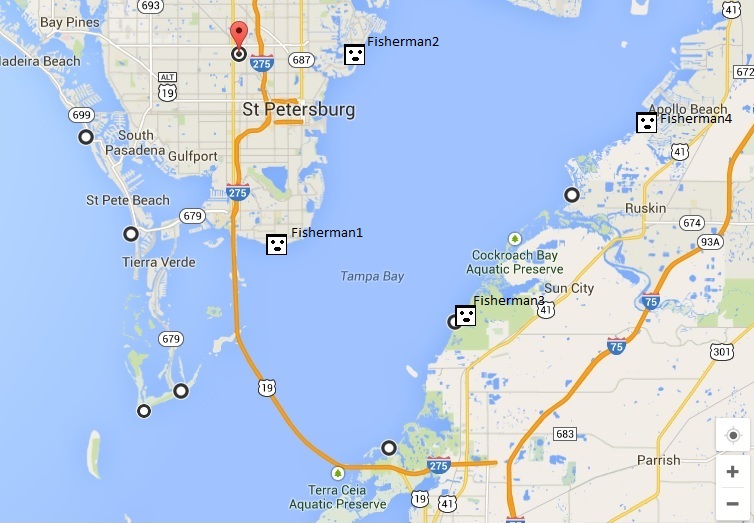 693
41
Bay Pines
Fisherman2
Madeira Beach
275
687
672
ALT
19
St Petersburg
Apollo Beach
Fisherman4
699
South
Pasadena
41
Gulfport
275
St Pete Beach
679
Ruskin
674
Fisherman1
93A
Tierra Verde
Cockroach Bay
Aquatic Preserve
Tampa Bay
Sun City
Fisherman3
75
41
679
75
301
19
683
275
Parrish
Terra Ceia
Aquatic Preserve
19
41
+
−